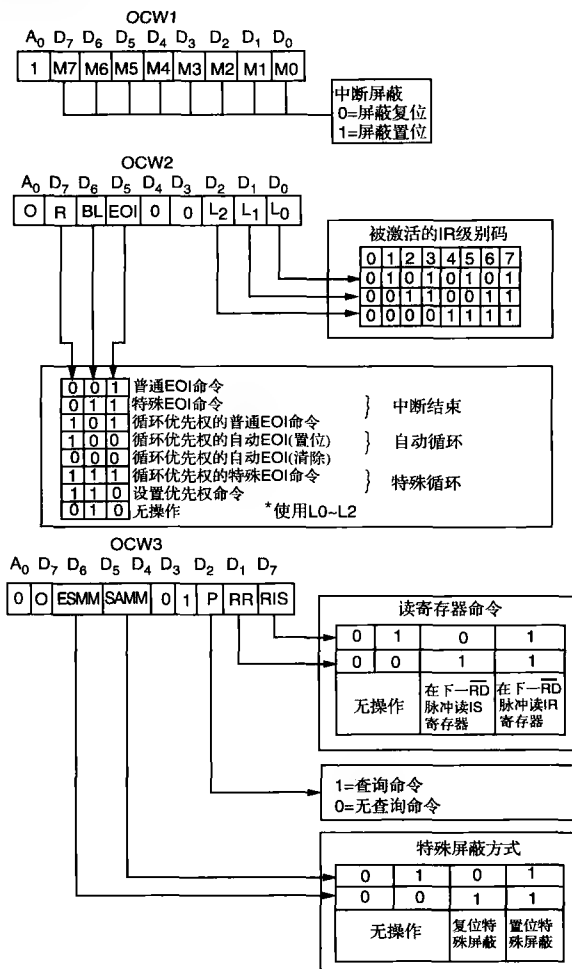 OCW1
A0 D7 D6 D5 D4 D3 D2 D1 D0
1 M7 M6 M5 M4 M3 M2 M1 M0
中断屏蔽
0=屏蔽复位
1=屏蔽置位
OCW2
A0 D7 D6 D5 D4 D3 D2 D1 D0
O R BL EOI 0 0 L2 L1 L0
被激活的IR级别码
0 1 2 3 4 5 6 7
0 1 0 1 0 1 0 1
0 0 1 1 0 0 1 1
0 0 0 0 1 1 1 1
0 0 1 普通EOI命令
0 1 1 特殊EOI命令 } 中断结束
1 0 1 循环优先权的普通EOI命令
1 0 0 循环优先权的自动EOI(置位) } 自动循环
0 0 0 循环优先权的自动EOI(清除)
1 1 1 循环优先权的特殊EOI命令 } 特殊循环
1 1 0 设置优先权命令
0 1 0 无操作 *使用L0~L2
OCW3
A0 D7 D6 D5 D4 D3 D2 D1 D7
0 O ESMM SAMM 0 1 P RR RIS
读寄存器命令
0 1 0 1
0 0 1 1
无操作
在下一RD脉冲读IS寄存器
在下一RD脉冲读IR寄存器
1=查询命令
0=无查询命令
特殊屏蔽方式
0 1 0 1
0 0 1 1
无操作
复位特殊屏蔽
置位特殊屏蔽